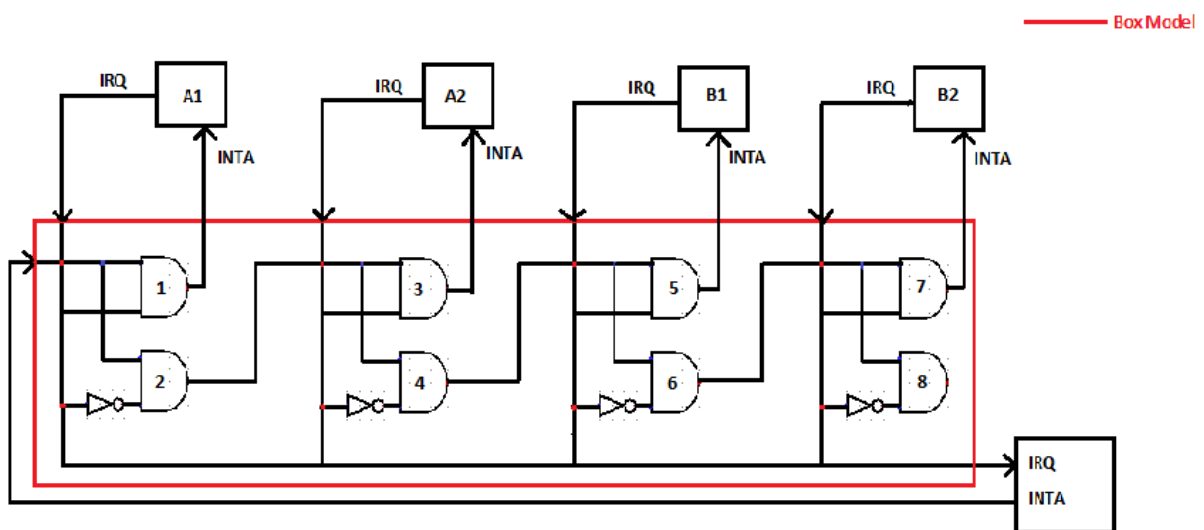 Box Model
IRQ
A1
IRQ
A2
IRQ
B1
IRQ
B2
INTA
INTA
INTA
INTA
1
3
5
7
2
4
6
8
IRQ
INTA